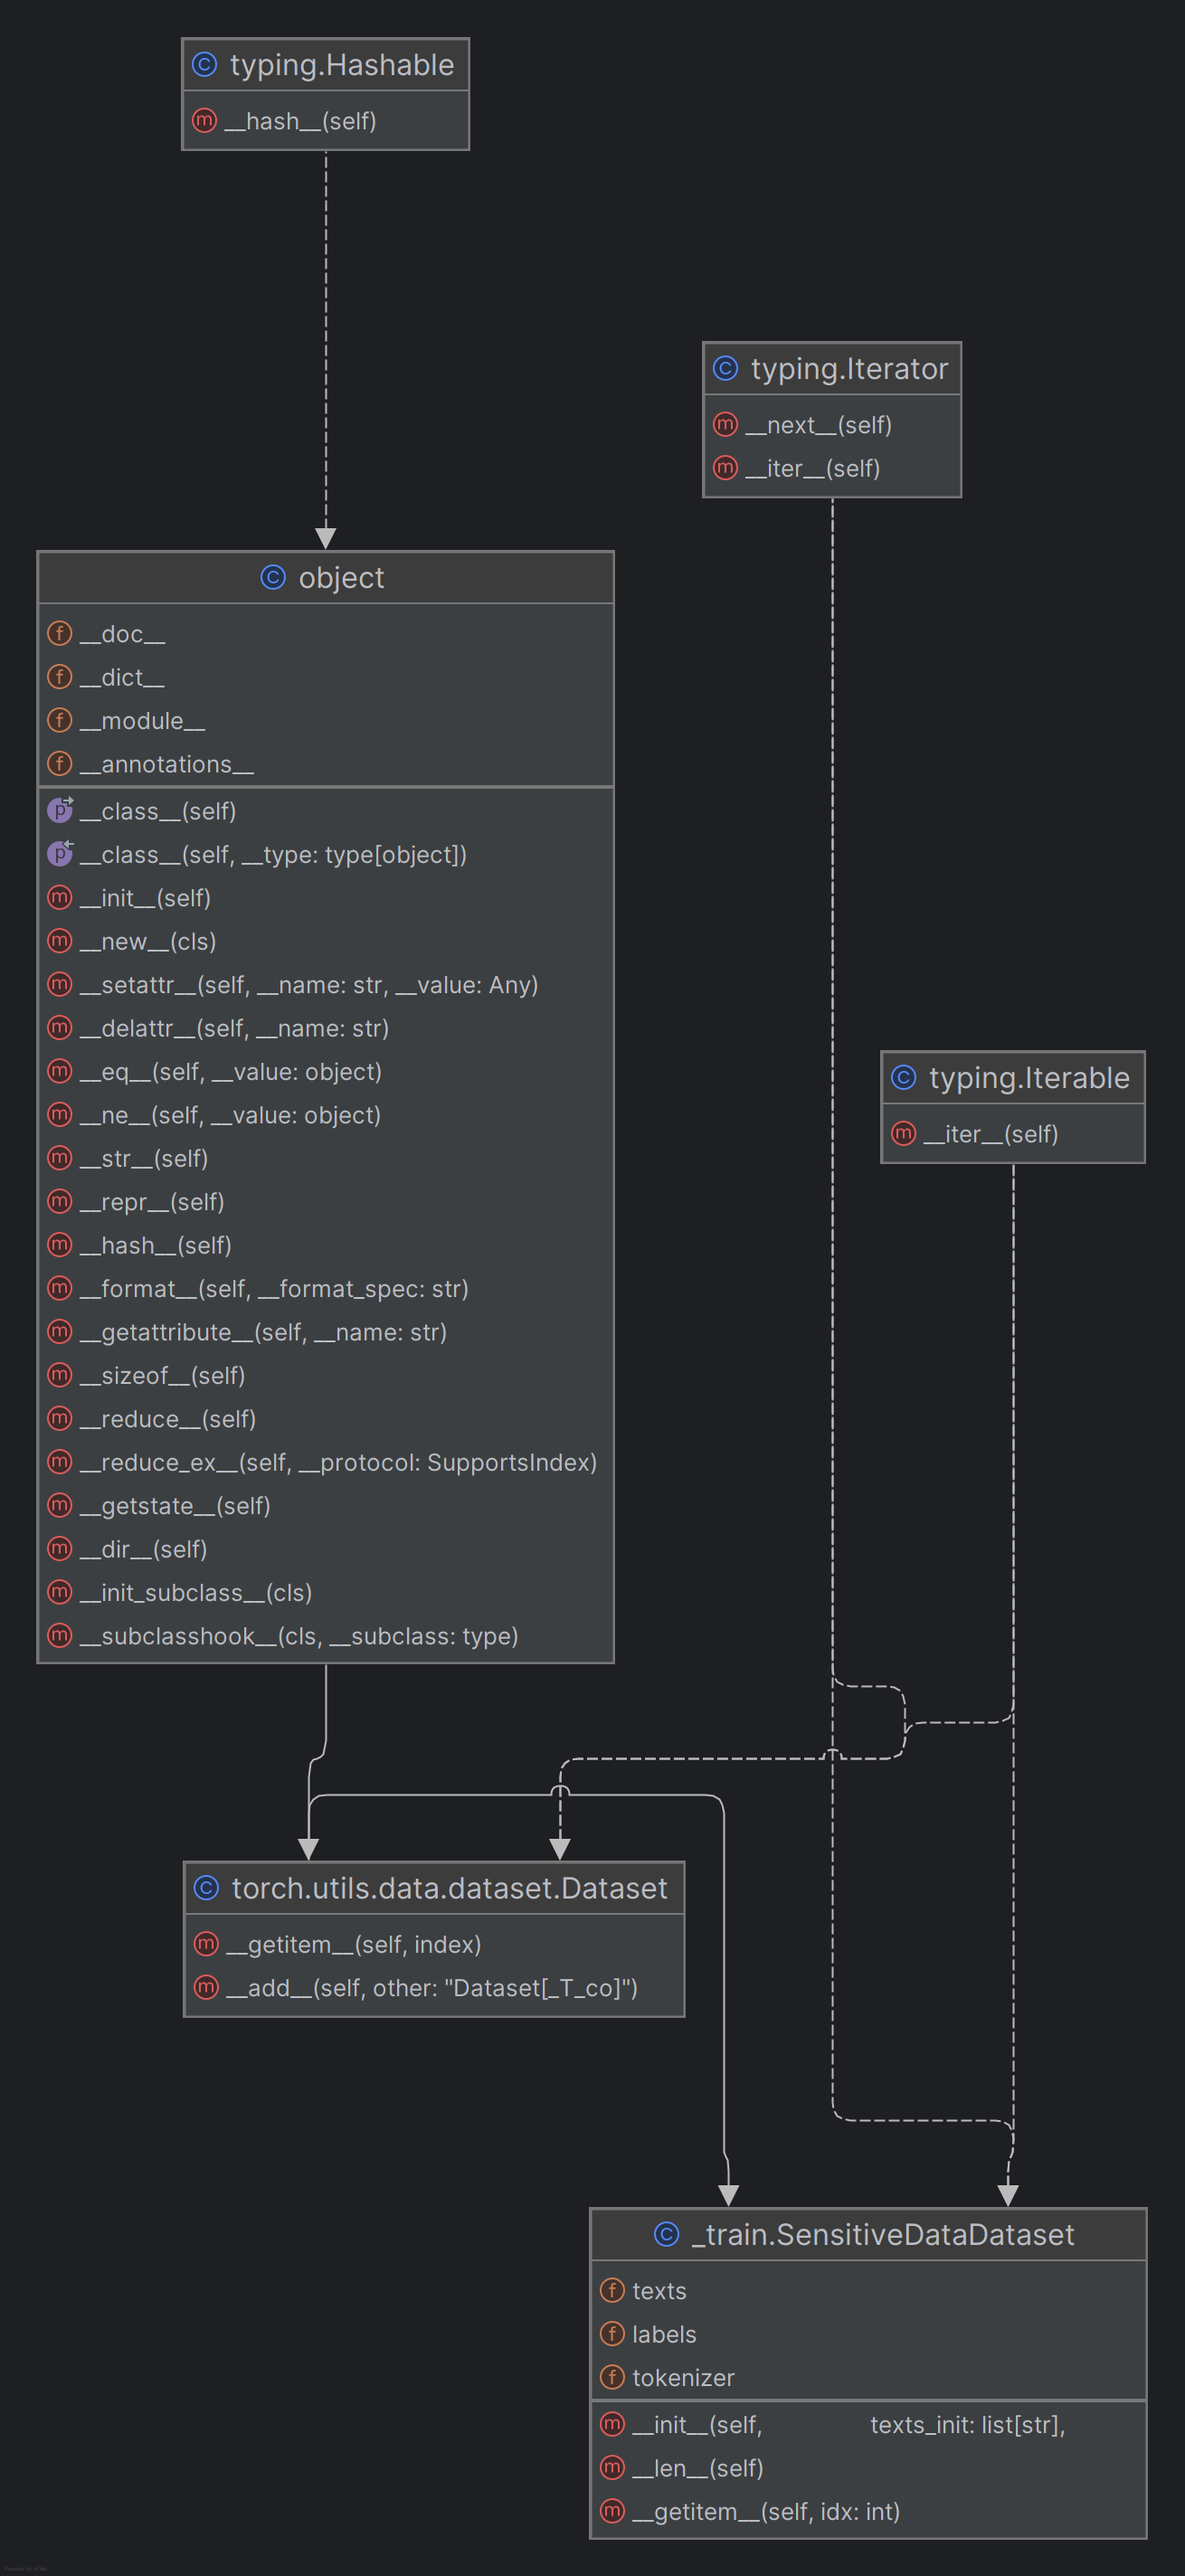 typing.Hashable
__hash__(self)
typing.Iterator
__next__(self)
__iter__(self)
object
__doc__
__dict__
__module__
__annotations__
__class__(self)
__class__(self, __type: type[object])
__init__(self)
__new__(cls)
__setattr__(self, __name: str, __value: Any)
__delattr__(self, __name: str)
__eq__(self, __value: object)
__ne__(self, __value: object)
__str__(self)
__repr__(self)
__hash__(self)
__format__(self, __format_spec: str)
__getattribute__(self, __name: str)
__sizeof__(self)
__reduce__(self)
__reduce_ex__(self, __protocol: SupportsIndex)
__getstate__(self)
__dir__(self)
__init_subclass__(cls)
__subclasshook__(cls, __subclass: type)
typing.Iterable
__iter__(self)
torch.utils.data.dataset.Dataset
__getitem__(self, index)
__add__(self, other: "Dataset[_T_co]")
_train.SensitiveDataDataset
texts
labels
tokenizer
__init__(self, texts_init: list[str],
__len__(self)
__getitem__(self, idx: int)